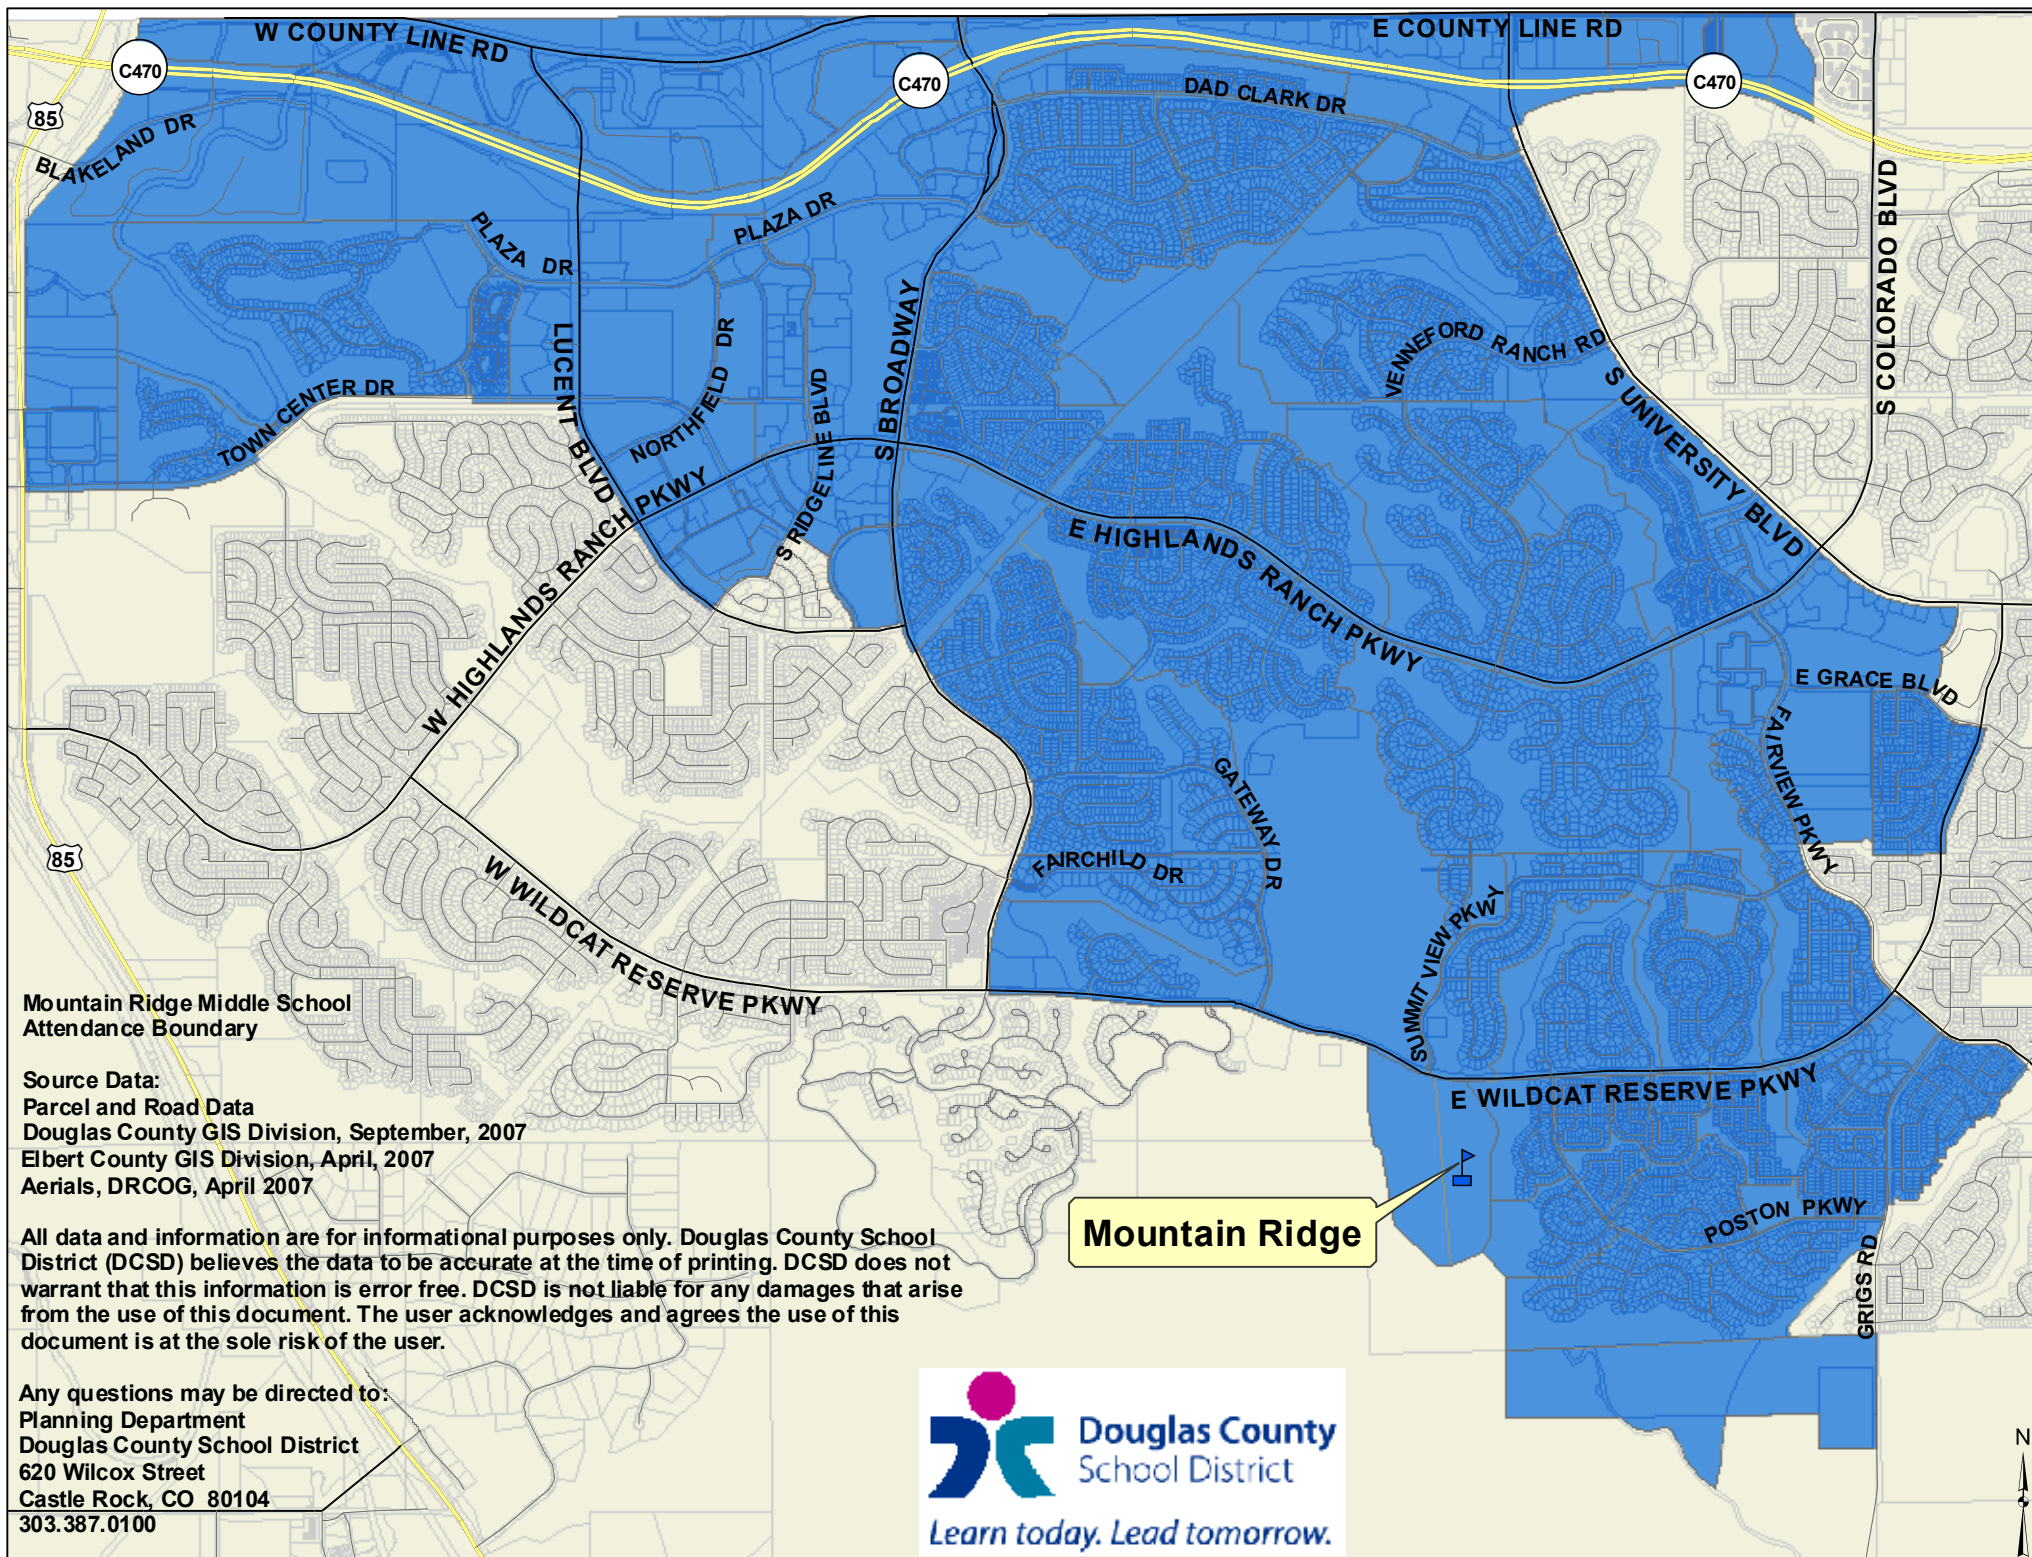 W COUNTY LINE RD
E COUNTY LINE RD
C470
C470
C470
85
BLAKELAND DR
DAD CLARK DR
PLAZA DR
PLAZA DR
S COLORADO BLVD
LUCENT BLVD
NORTHFIELD DR
S RIDGELINE BLVD
S BROADWAY
VENNEFORD RANCH RD
S UNIVERSITY BLVD
TOWN CENTER DR
W HIGHLANDS RANCH PKWY
E HIGHLANDS RANCH PKWY
E GRACE BLVD
FAIRVIEW PKWY
GATEWAY DR
FAIRCHILD DR
85
W WILDCAT RESERVE PKWY
SUMMIT VIEW PKWY
E WILDCAT RESERVE PKWY
POSTON PKWY
GRIGS RD
Mountain Ridge
Mountain Ridge Middle School
Attendance Boundary
Source Data:
Parcel and Road Data
Douglas County GIS Division, September, 2007
Elbert County GIS Division, April, 2007
Aerials, DRCOG, April 2007
All data and information are for informational purposes only. Douglas County School
District (DCSD) believes the data to be accurate at the time of printing. DCSD does not
warrant that this information is error free. DCSD is not liable for any damages that arise
from the use of this document. The user acknowledges and agrees the use of this
document is at the sole risk of the user.
Any questions may be directed to:
Planning Department
Douglas County School District
620 Wilcox Street
Castle Rock, CO 80104
303.387.0100
Douglas County
School District
Learn today. Lead tomorrow.
N